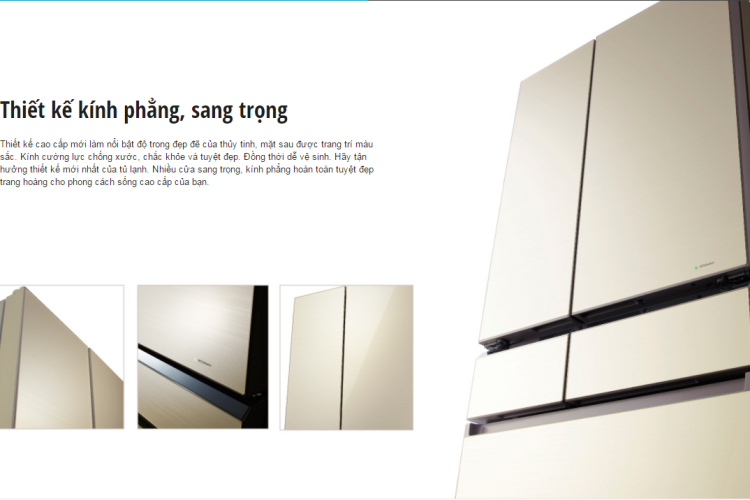 Thiết kế kính phẳng, sang trọng
Thiết kế cao cấp mới làm nổi bật độ trong đẹp đẽ của thủy tinh, mặt sau được trang trí màu
sắc. Kính cường lực chống xước, chắc khỏe và tuyệt đẹp. Đồng thời dễ vệ sinh. Hãy tận
hưởng thiết kế mới nhất của tủ lạnh. Nhiều cửa sang trọng, kính phẳng hoàn toàn tuyệt đẹp
trang hoàng cho phong cách sống cao cấp của bạn.